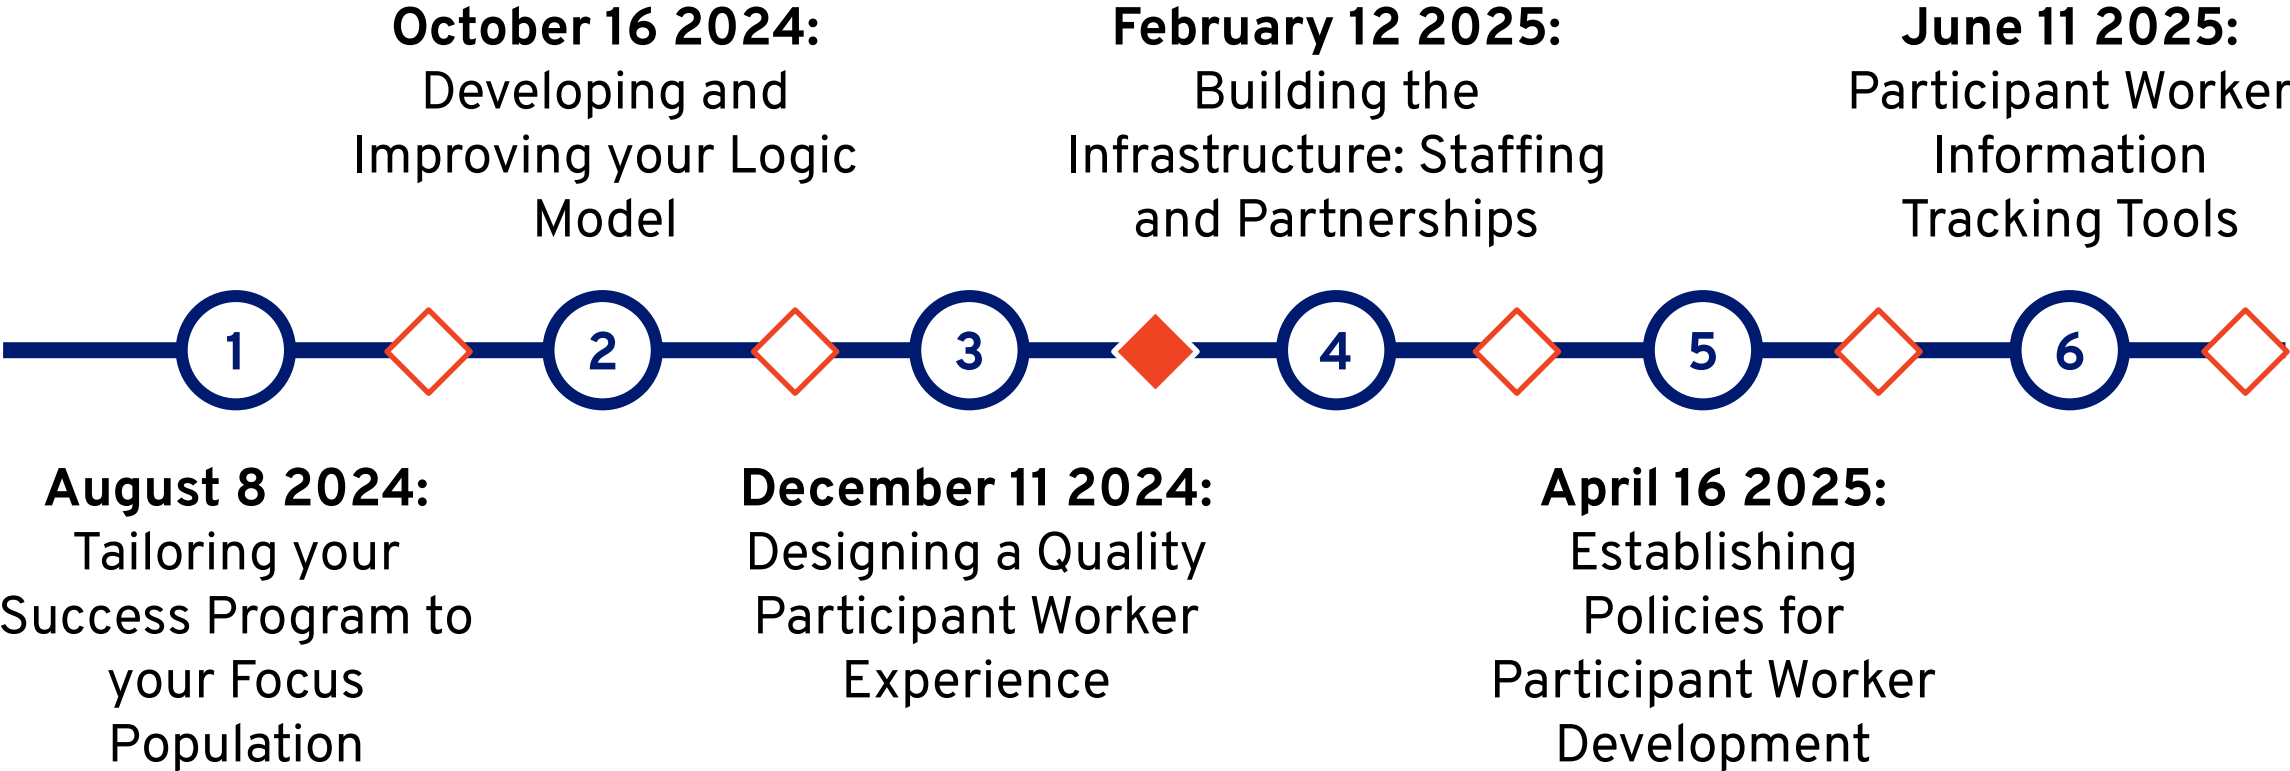 October 16 2024:
Developing and
Improving your Logic
Model
February 12 2025:
Building the
Infrastructure: Staffing
and Partnerships
June 11 2025:
Participant Worker
Information
Tracking Tools
1
2
3
4
5
6
August 8 2024:
Tailoring your
Success Program to
your Focus
Population
December 11 2024:
Designing a Quality
Participant Worker
Experience
April 16 2025:
Establishing
Policies for
Participant Worker
Development